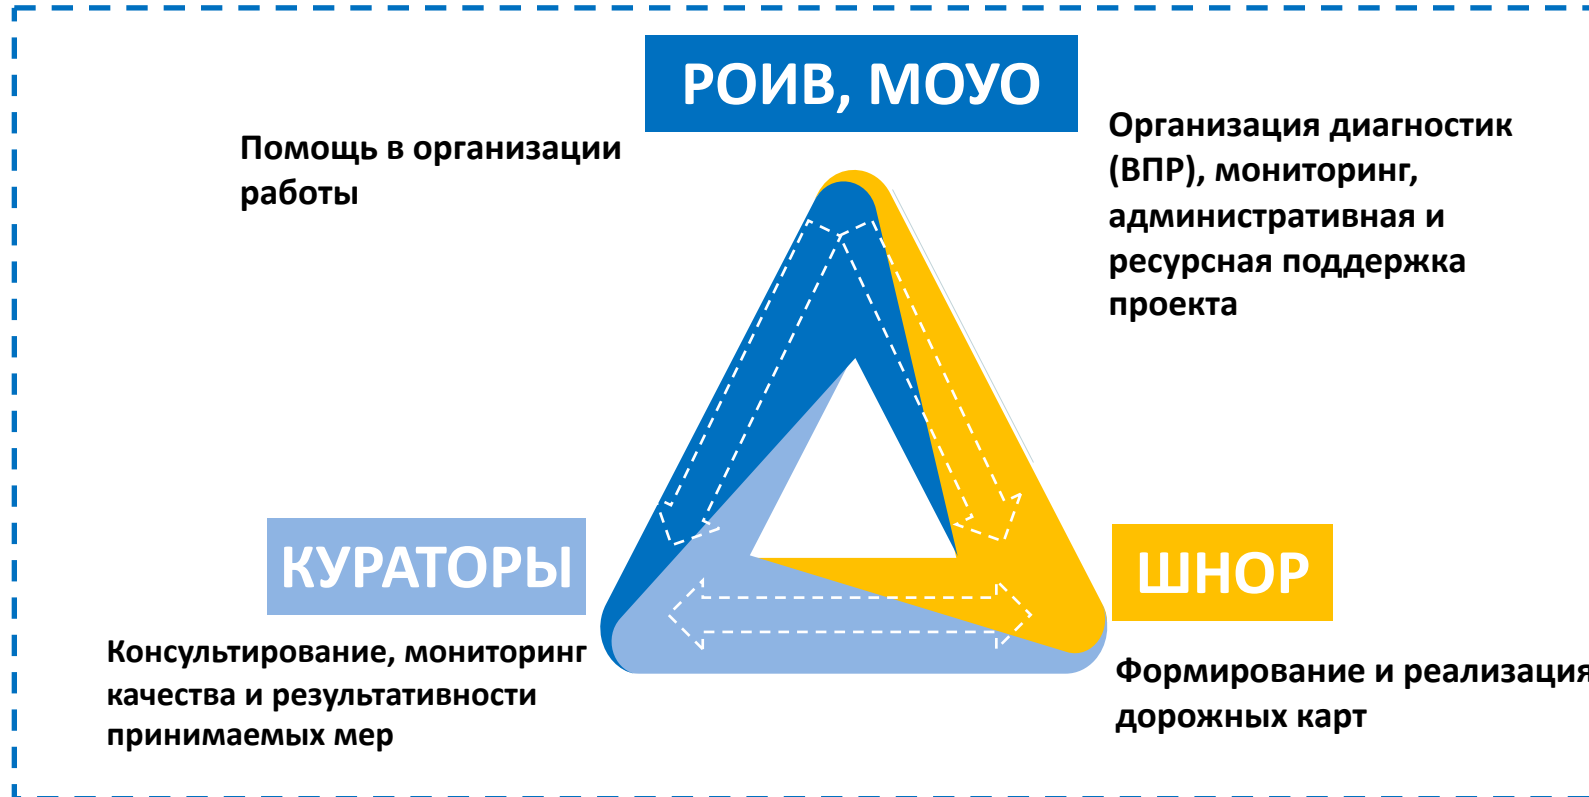 РОИВ, МОУО
Помощь в организации
работы
Организация диагностик
(ВПР), мониторинг,
административная и
ресурсная поддержка
проекта
КУРАТОРЫ
Консультирование, мониторинг
качества и результативности
принимаемых мер
ШНОР
Формирование и реализация
дорожных карт